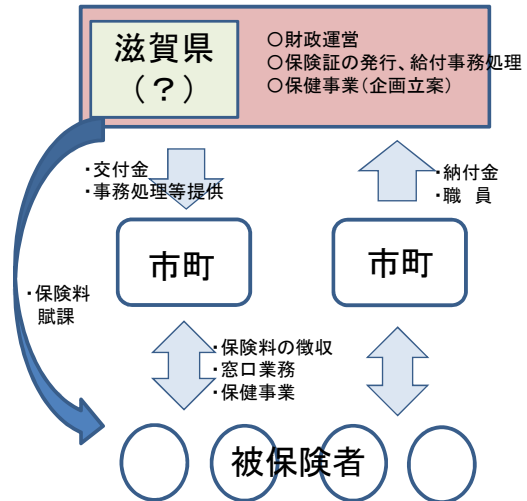 滋賀県
(?)
○財政運営
○保険証の発行、給付事務処理
○保健事業(企画立案)
・交付金
・事務処理等提供
・納付金
・職 員
市町
市町
・保険料
賦課
・保険料の徴収
・窓口業務
・保健事業
被保険者